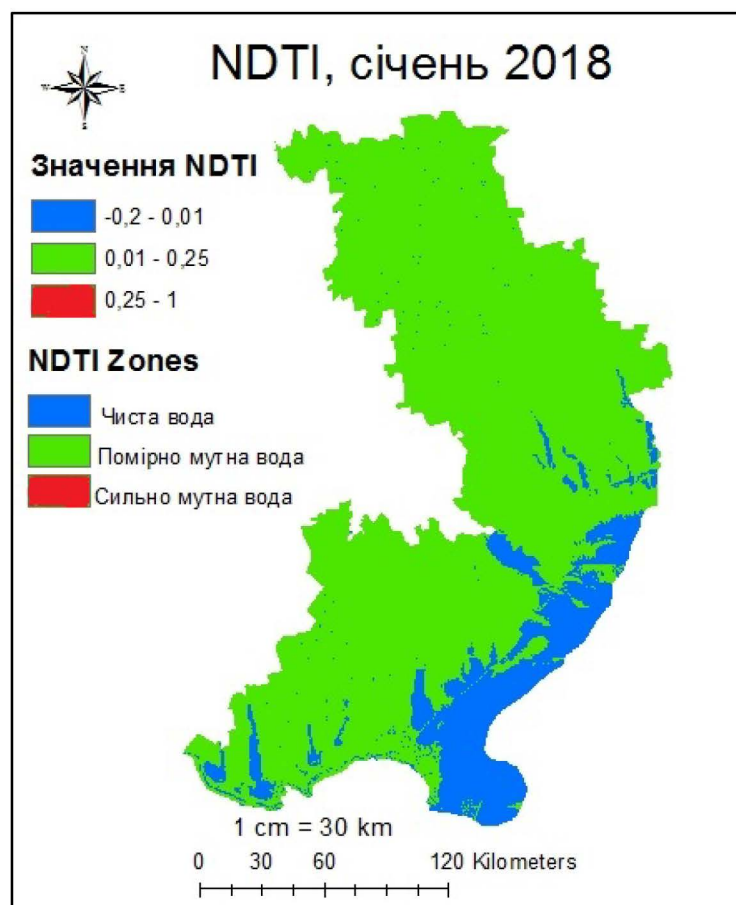 NDTI, січень 2018
N
W E
S
Значення NDTI
-0,2 - 0,01
0,01 - 0,25
0,25 - 1
NDTI Zones
Чиста вода
Помірно мутна вода
Сильно мутна вода
1 cm = 30 km
0 30 60 120 Kilometers